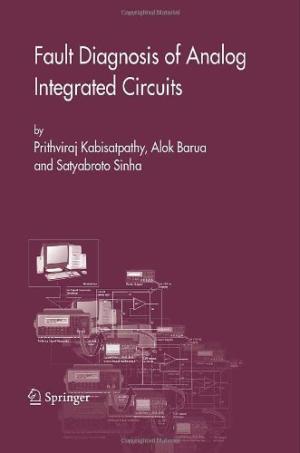 Fault Diagnosis of Analog
Integrated Circuits
by
Prithviraj Kabisatpathy, Alok Barua
and Satyabroto Sinha
Springer